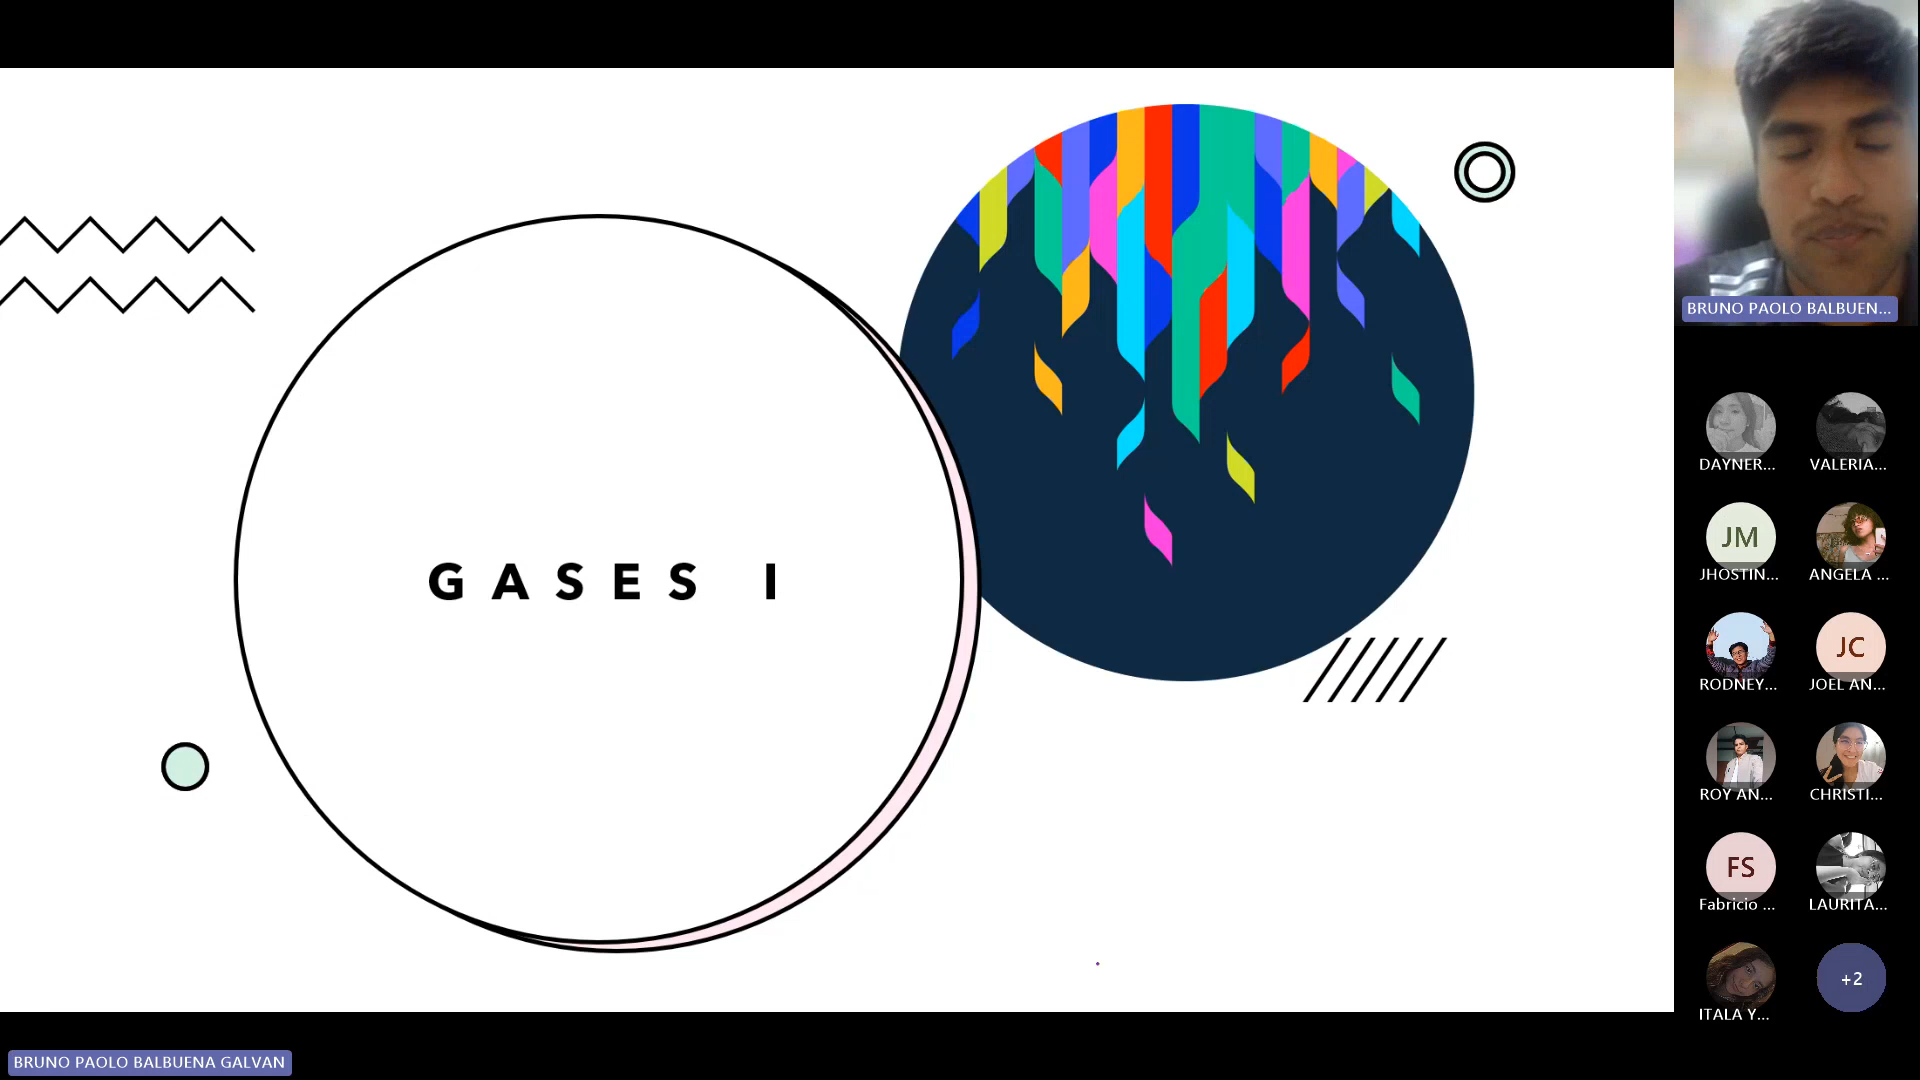 GASES I
BRUNO PAOLO BALBUEN...
DAYNER...
VALERIA...
JM
JHOSTIN...
ANGELA ...
RODNEY...
JC
JOEL AN...
ROY AN...
CHRISTI...
FS
Fabricio ...
LAURITA...
ITALA Y...
+2
BRUNO PAOLO BALBUENA GALVAN